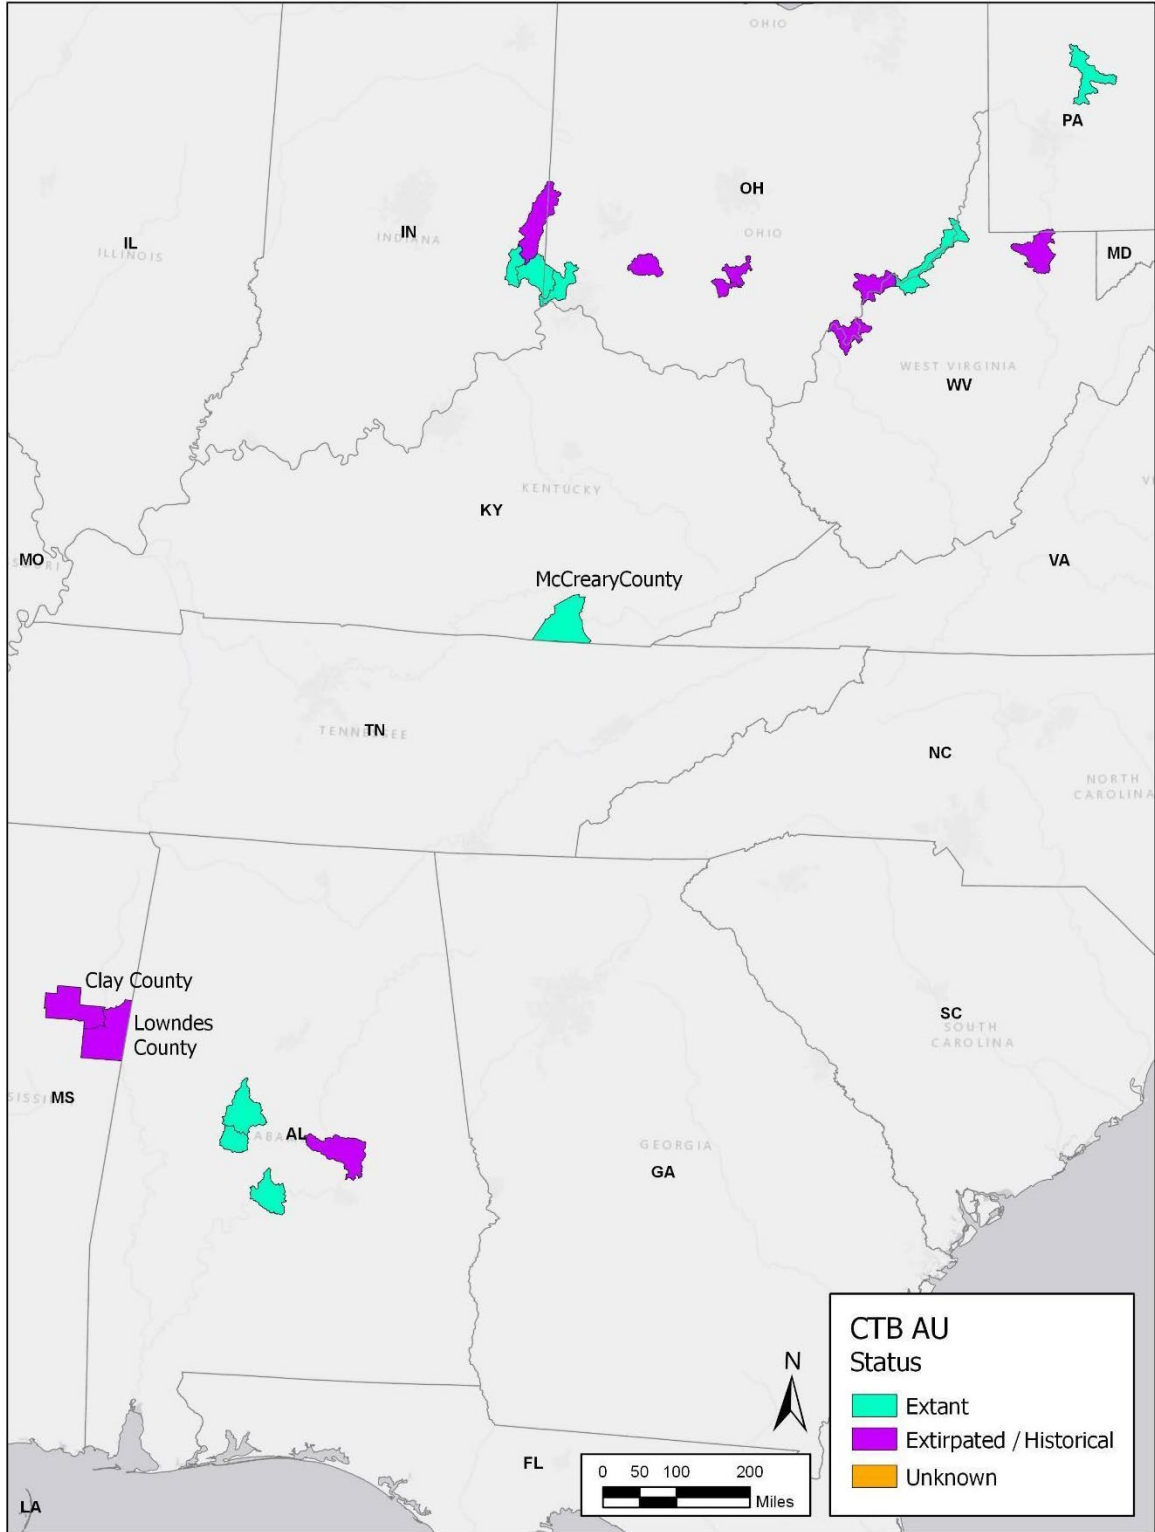 OHIO
PA
OH
OHIO
IN
INDIANA
IL
ILLINOIS
MD
WEST VIRGINIA
WV
KENTUCKY
KY
MO
VA
McCrearyCounty
TN
TENNESSEE
NC
NORTH
CAROLINA
Clay County
Lowndes
County
SC
SOUTH
CAROLINA
MS
AL
GEORGIA
GA
FL
LA
N
0 50 100 200
Miles
CTB AU
Status
Extant
Extirpated / Historical
Unknown